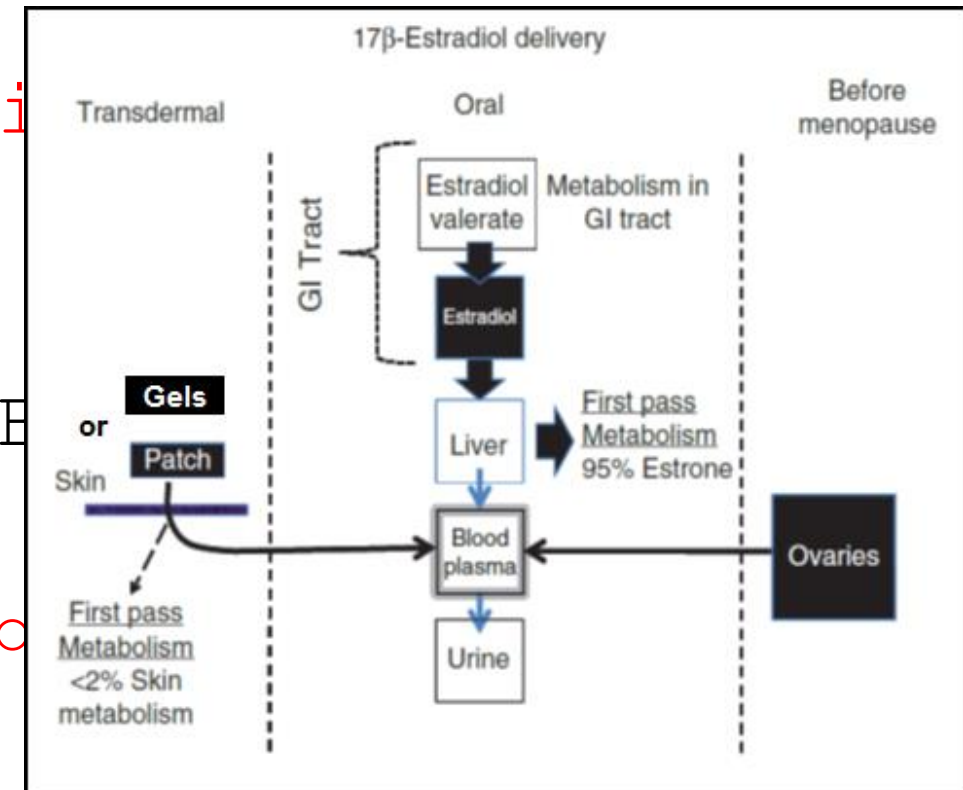 17β-Estradiol delivery
Transdermal
Oral
Before
menopause
GI Tract
Estradiol
valerate
Metabolism in
GI tract
Estradiol
Gels
or
Patch
Skin
Liver
First pass
Metabolism
95% Estrone
Blood
plasma
Ovaries
First pass
Metabolism
<2% Skin
metabolism
Urine